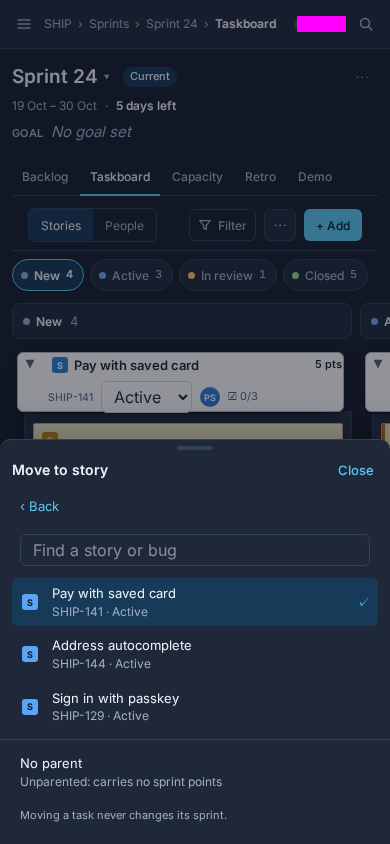 SHIP › Sprints › Sprint 24 › Taskboard
Sprint 24 ▾ Current ...
19 Oct – 30 Oct · 5 days left
GOAL No goal set
Backlog Taskboard Capacity Retro Demo
Stories People Filter ... + Add
New 4 Active 3 In review 1 Closed 5
New 4 A
▼ S Pay with saved card 5 pts ▼
SHIP-141 Active PS ☑ 0/3
Move to story Close
‹ Back
Find a story or bug
S Pay with saved card
SHIP-141 · Active ✓
S Address autocomplete
SHIP-144 · Active
S Sign in with passkey
SHIP-129 · Active
No parent
Unparented: carries no sprint points
Moving a task never changes its sprint.